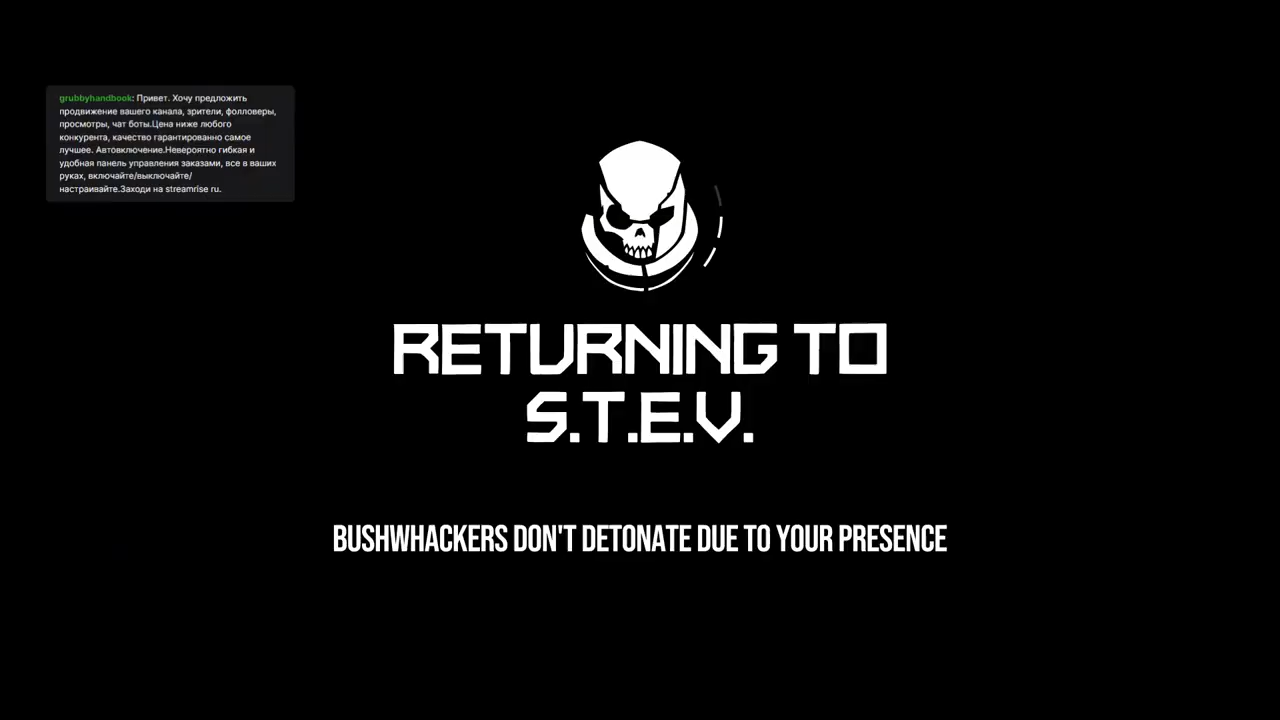 grubbyhandbook: Привет. Хочу предложить
продвижение вашего канала, зрители, фолловеры,
просмотры, чат боты.Цена ниже любого
конкурента, качество гарантированно самое
лучшее. Автовключение.Невероятно гибкая и
удобная панель управления заказами, все в ваших
руках, включайте/выключайте/
настраивайте.Заходи на streamrise ru.
RETURNING TO
S.T.E.V.
BUSHWHACKERS DON'T DETONATE DUE TO YOUR PRESENCE